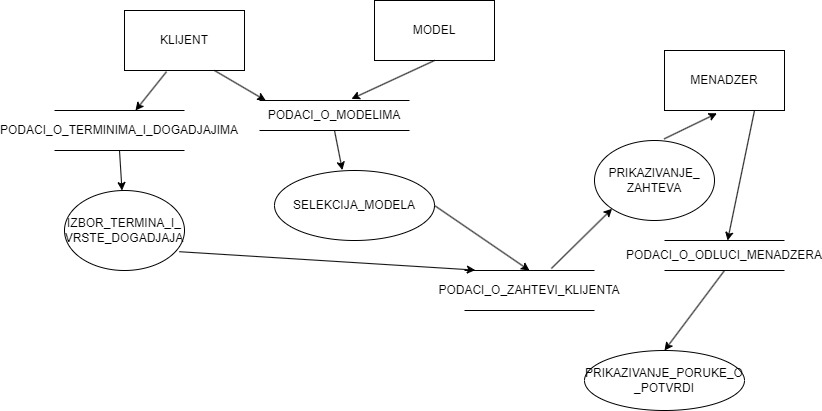 KLIJENT
MODEL
MENADZER
PODACI_O_TERMINIMA_I_DOGADJAJIMA
PODACI_O_MODELIMA
PRIKAZIVANJE_
ZAHTEVA
SELEKCIJA_MODELA
IZBOR_TERMINA_I_
VRSTE_DOGADJAJA
PODACI_O_ODLUCI_MENADZERA
PODACI_O_ZAHTEVI_KLIJENTA
PRIKAZIVANJE_PORUKE_O
_POTVRDI